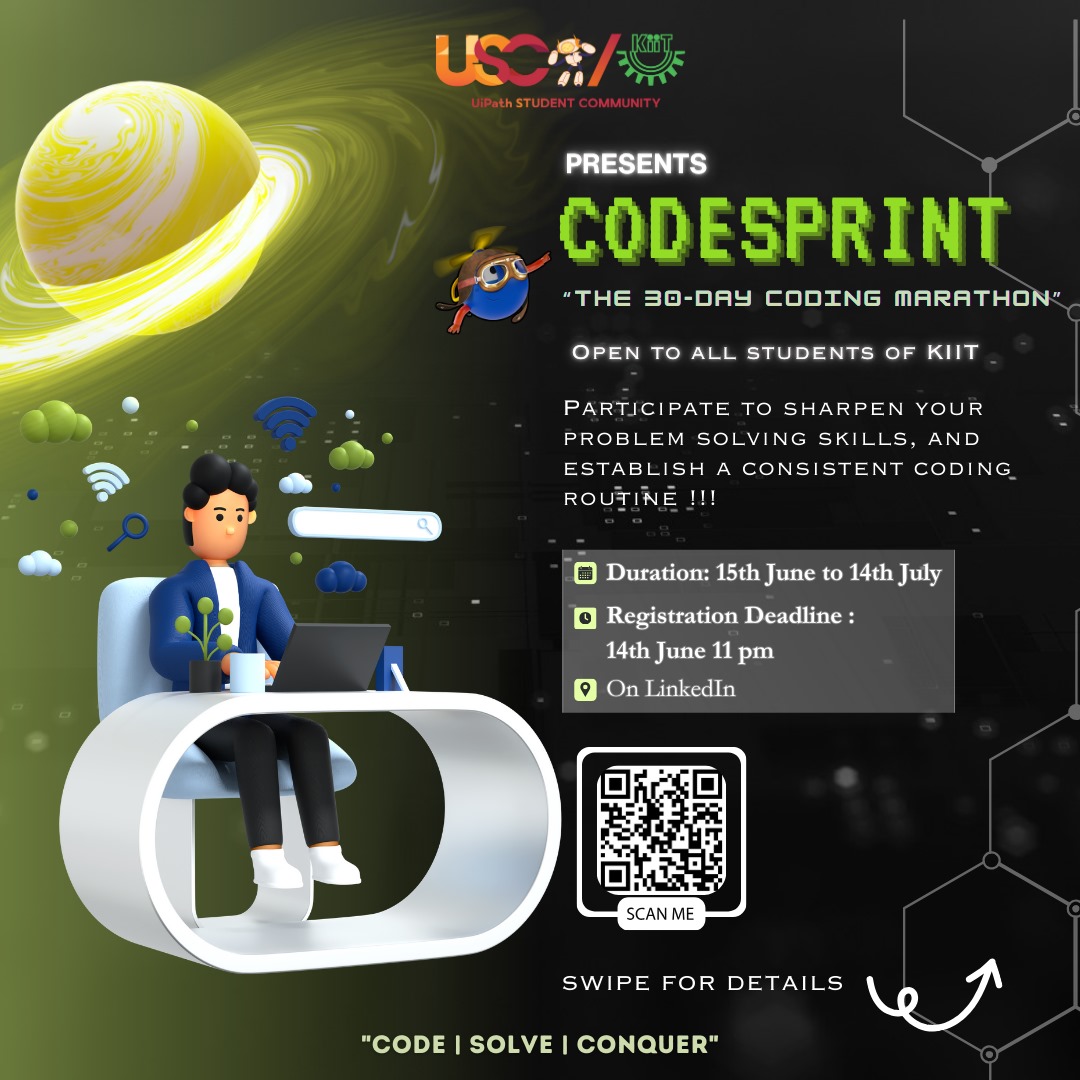 USC/KiiT
UiPath STUDENT COMMUNITY
PRESENTS
CODESPRINT
“THE 30-DAY CODING MARATHON”
OPEN TO ALL STUDENTS OF KIIT
PARTICIPATE TO SHARPEN YOUR
PROBLEM SOLVING SKILLS, AND
ESTABLISH A CONSISTENT CODING
ROUTINE !!!
Duration: 15th June to 14th July
Registration Deadline :
14th June 11 pm
On LinkedIn
SCAN ME
SWIPE FOR DETAILS
"CODE | SOLVE | CONQUER"